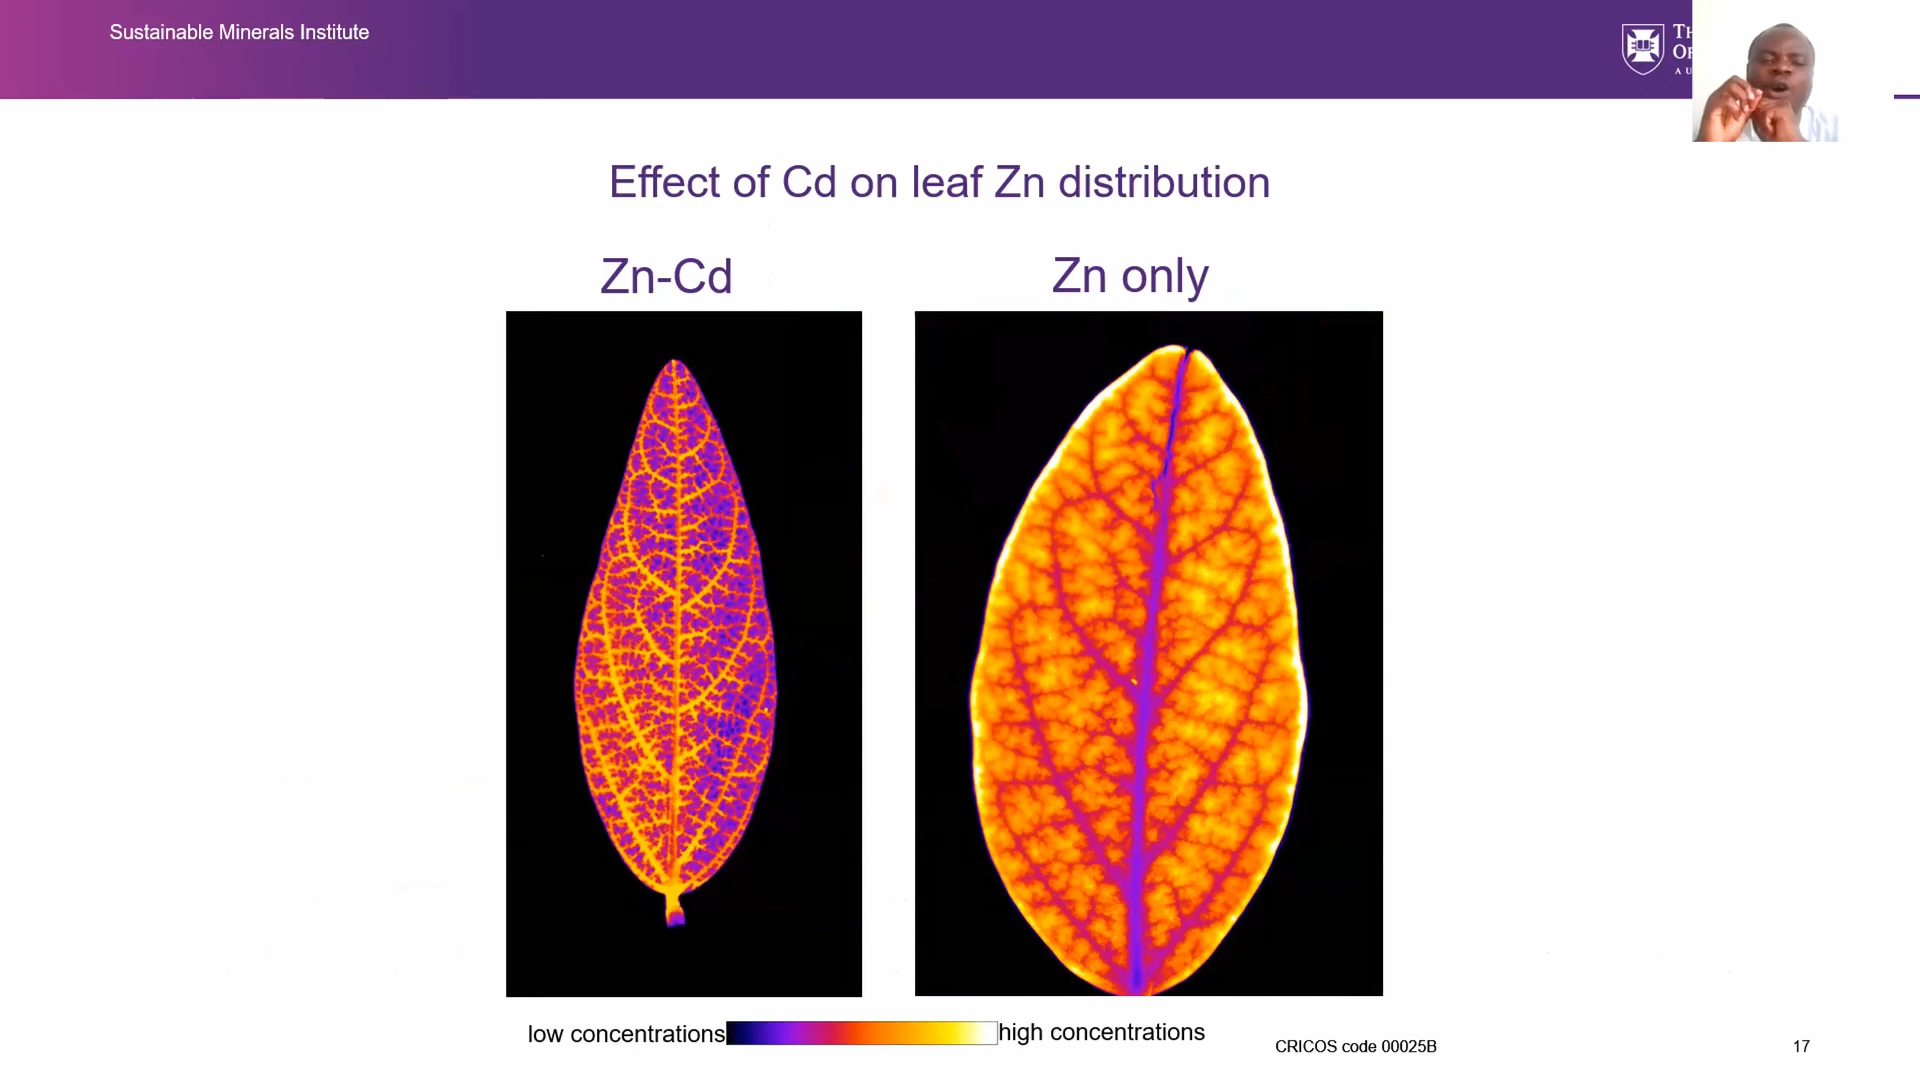 Sustainable Minerals Institute
Effect of Cd on leaf Zn distribution
Zn-Cd
Zn only
low concentrations
high concentrations
CRICOS code 00025B
17